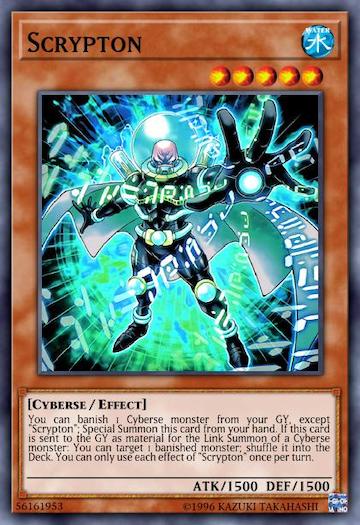 SCRYPTON
WATER
水
[CYBERSE / EFFECT]
You can banish 1 Cyberse monster from your GY, except
"Scrypton"; Special Summon this card from your hand. If this card
is sent to the GY as material for the Link Summon of a Cyberse
monster: You can target 1 banished monster; shuffle it into the
Deck. You can only use each effect of "Scrypton" once per turn.
ATK/1500 DEF/1500
56161953
©1996 KAZUKI TAKAHASHI